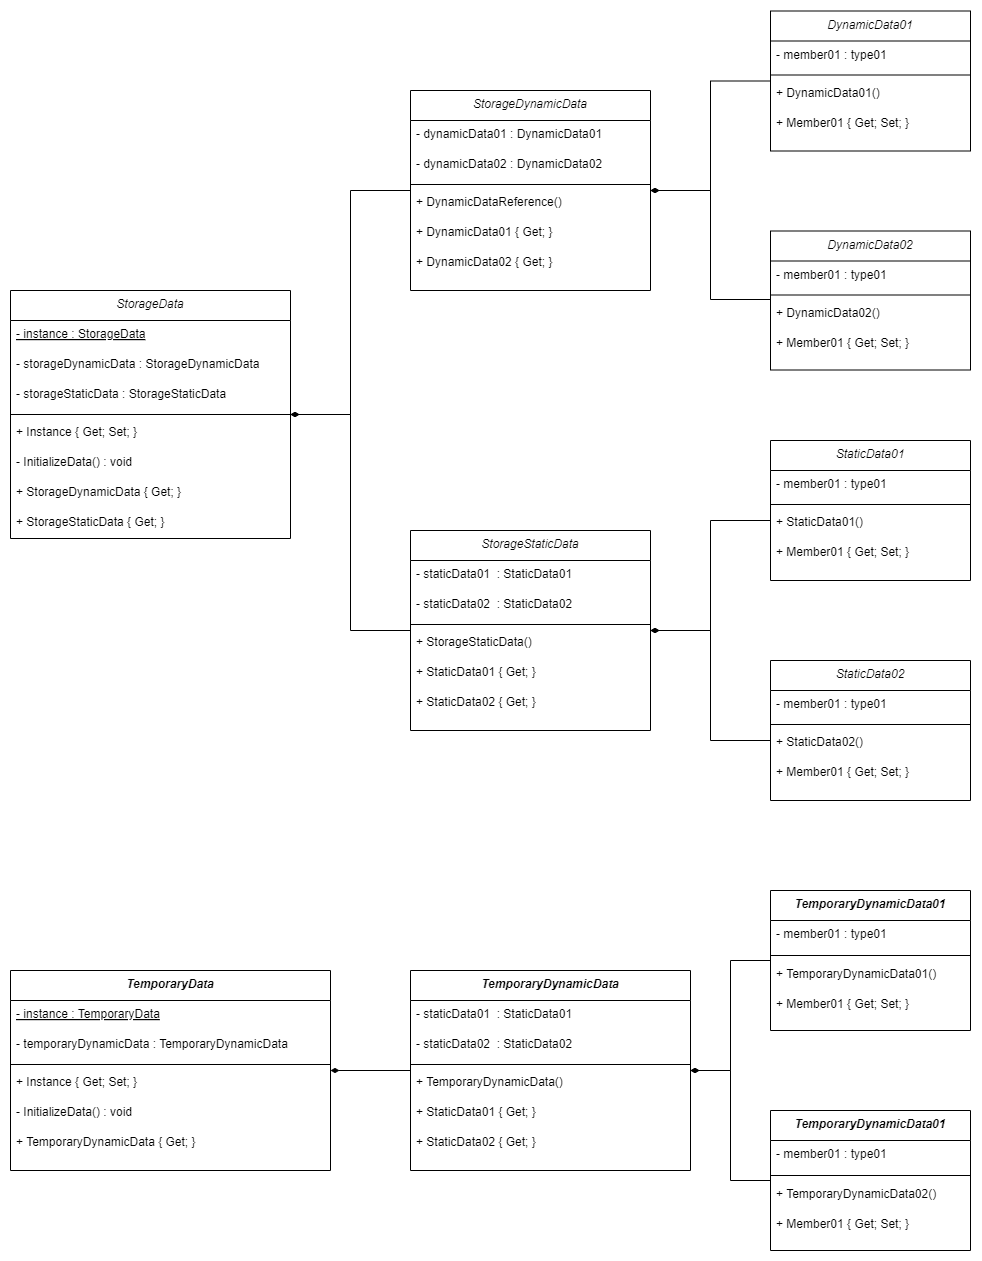 DynamicData01
- member01 : type01
+ DynamicData01()
+ Member01 { Get; Set; }
StorageDynamicData
- dynamicData01 : DynamicData01
- dynamicData02 : DynamicData02
+ DynamicDataReference()
+ DynamicData01 { Get; }
+ DynamicData02 { Get; }
DynamicData02
- member01 : type01
+ DynamicData02()
+ Member01 { Get; Set; }
StorageData
- instance : StorageData
- storageDynamicData : StorageDynamicData
- storageStaticData : StorageStaticData
+ Instance { Get; Set; }
- InitializeData() : void
+ StorageDynamicData { Get; }
+ StorageStaticData { Get; }
StaticData01
- member01 : type01
+ StaticData01()
+ Member01 { Get; Set; }
StorageStaticData
- staticData01  : StaticData01
- staticData02  : StaticData02
+ StorageStaticData()
+ StaticData01 { Get; }
+ StaticData02 { Get; }
StaticData02
- member01 : type01
+ StaticData02()
+ Member01 { Get; Set; }
TemporaryDynamicData01
- member01 : type01
+ TemporaryDynamicData01()
+ Member01 { Get; Set; }
TemporaryData
- instance : TemporaryData
- temporaryDynamicData : TemporaryDynamicData
+ Instance { Get; Set; }
- InitializeData() : void
+ TemporaryDynamicData { Get; }
TemporaryDynamicData
- staticData01  : StaticData01
- staticData02  : StaticData02
+ TemporaryDynamicData()
+ StaticData01 { Get; }
+ StaticData02 { Get; }
TemporaryDynamicData01
- member01 : type01
+ TemporaryDynamicData02()
+ Member01 { Get; Set; }